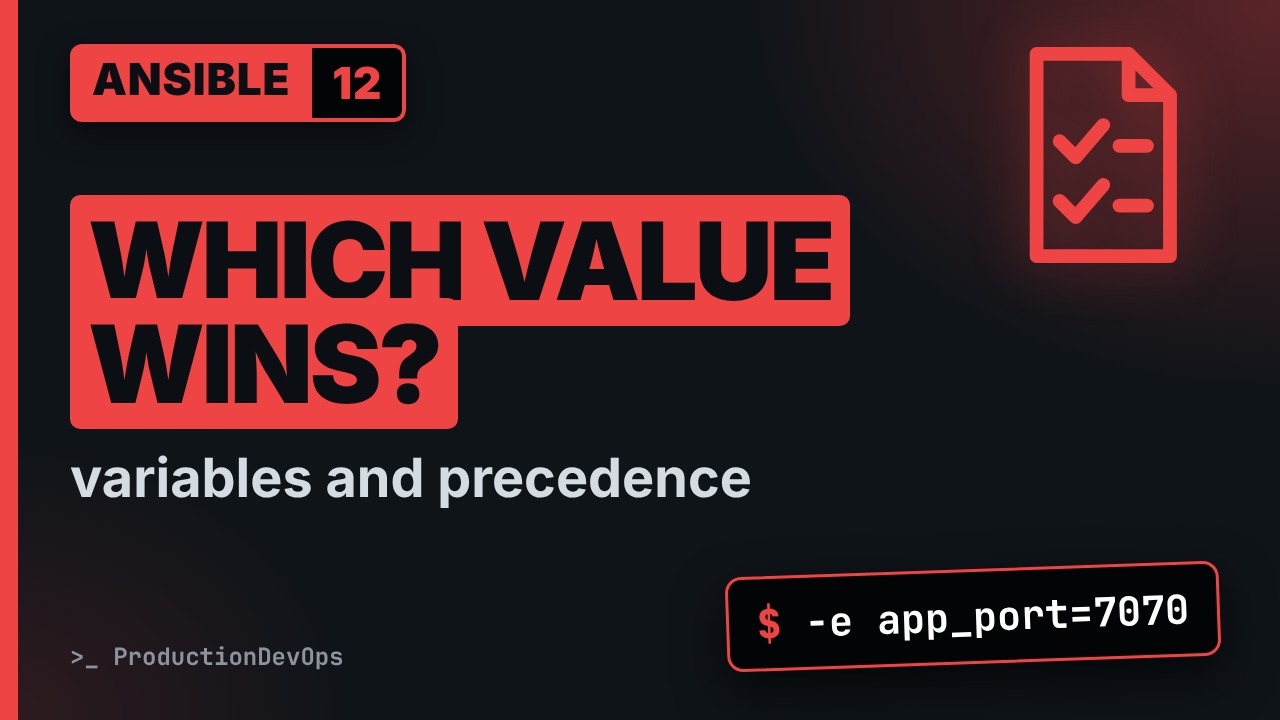 ANSIBLE 12
WHICH VALUE
WINS?
variables and precedence
$ -e app_port=7070
>_ ProductionDevOps